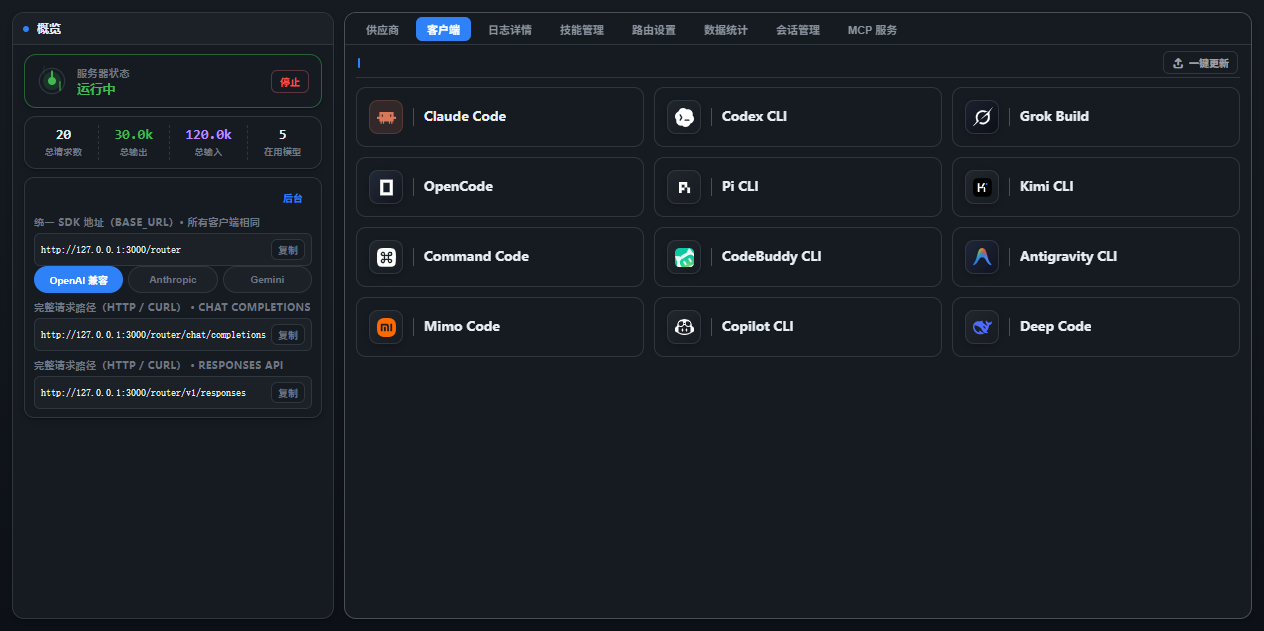 概览
服务器状态
运行中
停止
20
总请求数
30.0k
总输出
120.0k
总输入
5
在用模型
后台
统一 SDK 地址（BASE_URL）• 所有客户端相同
http://127.0.0.1:3000/router
复制
OpenAI 兼容
Anthropic
Gemini
完整请求路径（HTTP / CURL） • CHAT COMPLETIONS
http://127.0.0.1:3000/router/chat/completions
复制
完整请求路径（HTTP / CURL） • RESPONSES API
http://127.0.0.1:3000/router/v1/responses
复制
供应商
客户端
日志详情
技能管理
路由设置
数据统计
会话管理
MCP 服务
一键更新
Claude Code
Codex CLI
Grok Build
OpenCode
Pi CLI
Kimi CLI
Command Code
CodeBuddy CLI
Antigravity CLI
Mimo Code
Copilot CLI
Deep Code